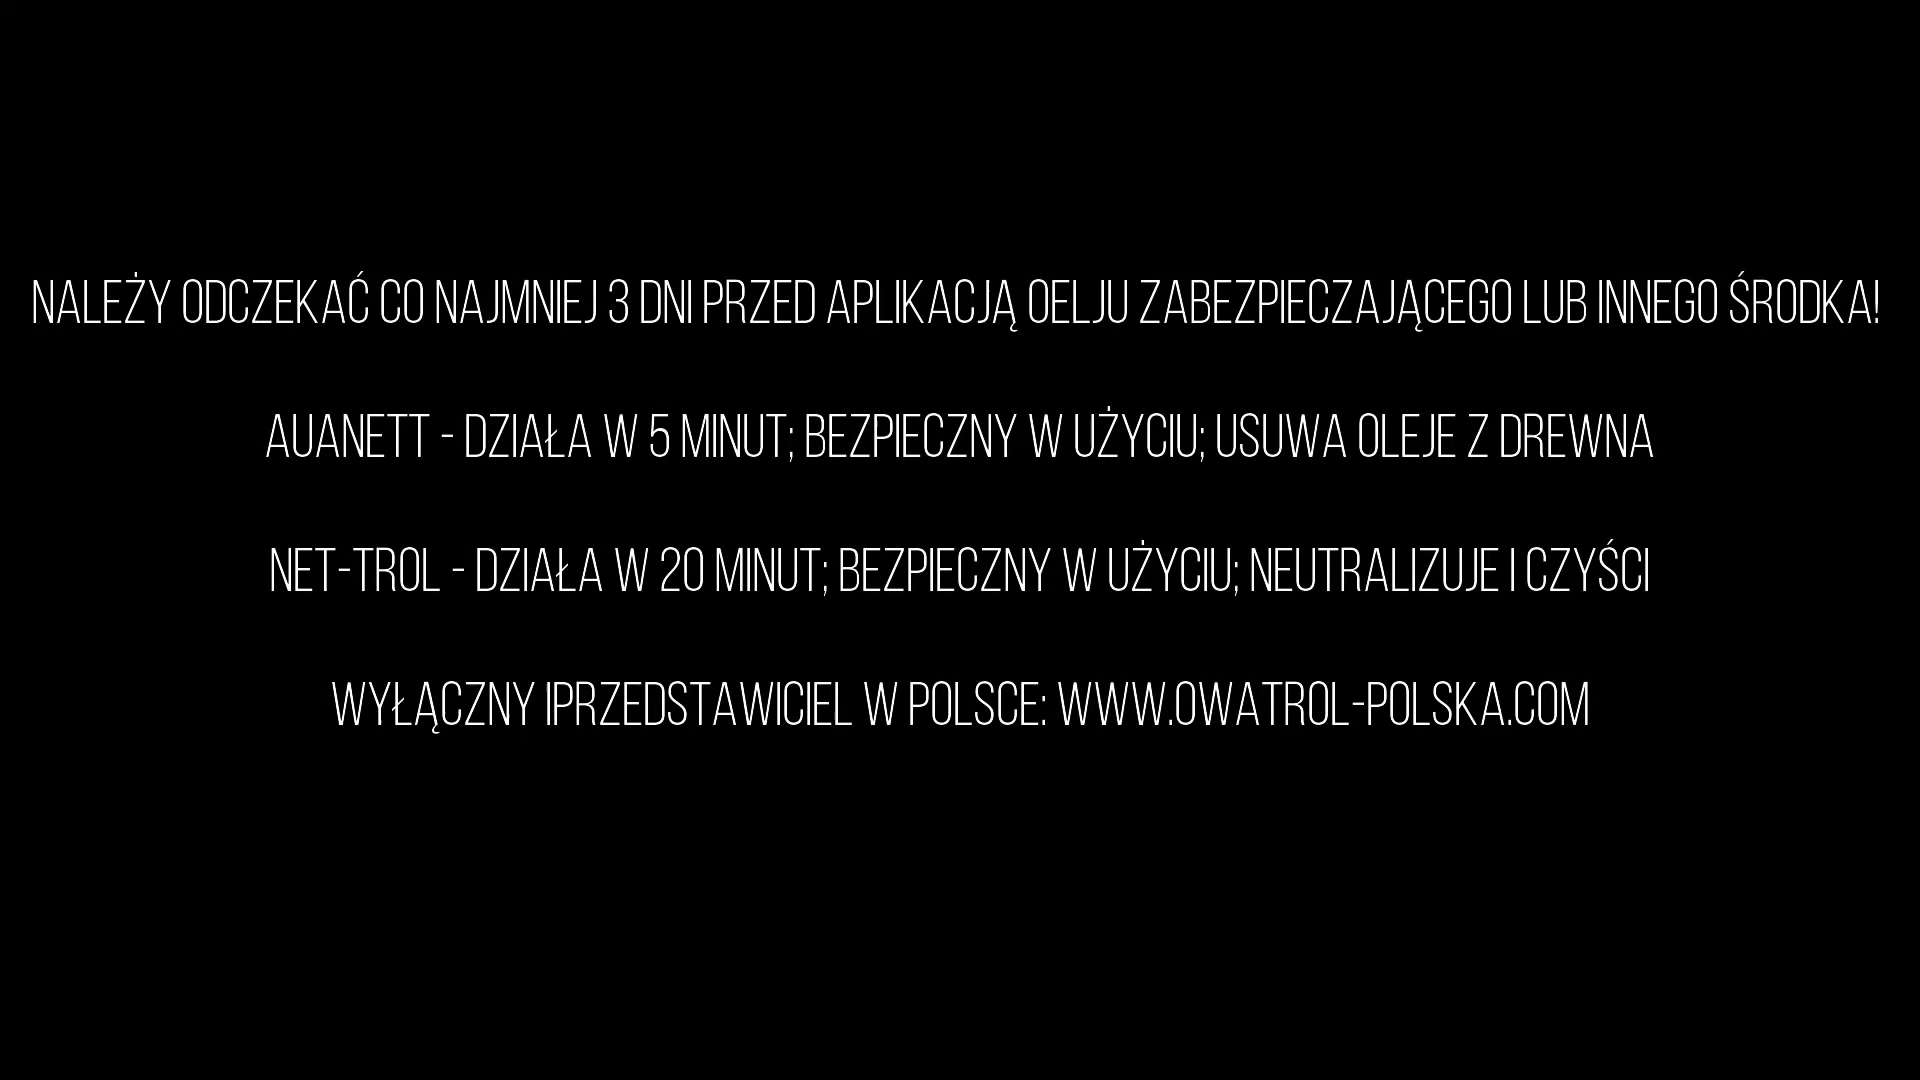 NALEŻY ODCZEKAĆ CO NAJMNIEJ 3 DNI PRZED APLIKACJĄ OELJU ZABEZPIECZAJĄCEGO LUB INNEGO ŚRODKA!
AUANETT - DZIAŁA W 5 MINUT; BEZPIECZNY W UŻYCIU; USUWA OLEJE Z DREWNA
NET-TROL - DZIAŁA W 20 MINUT; BEZPIECZNY W UŻYCIU; NEUTRALIZUJE I CZYŚCI
WYŁĄCZNY IPRZEDSTAWICIEL W POLSCE: WWW.OWATROL-POLSKA.COM